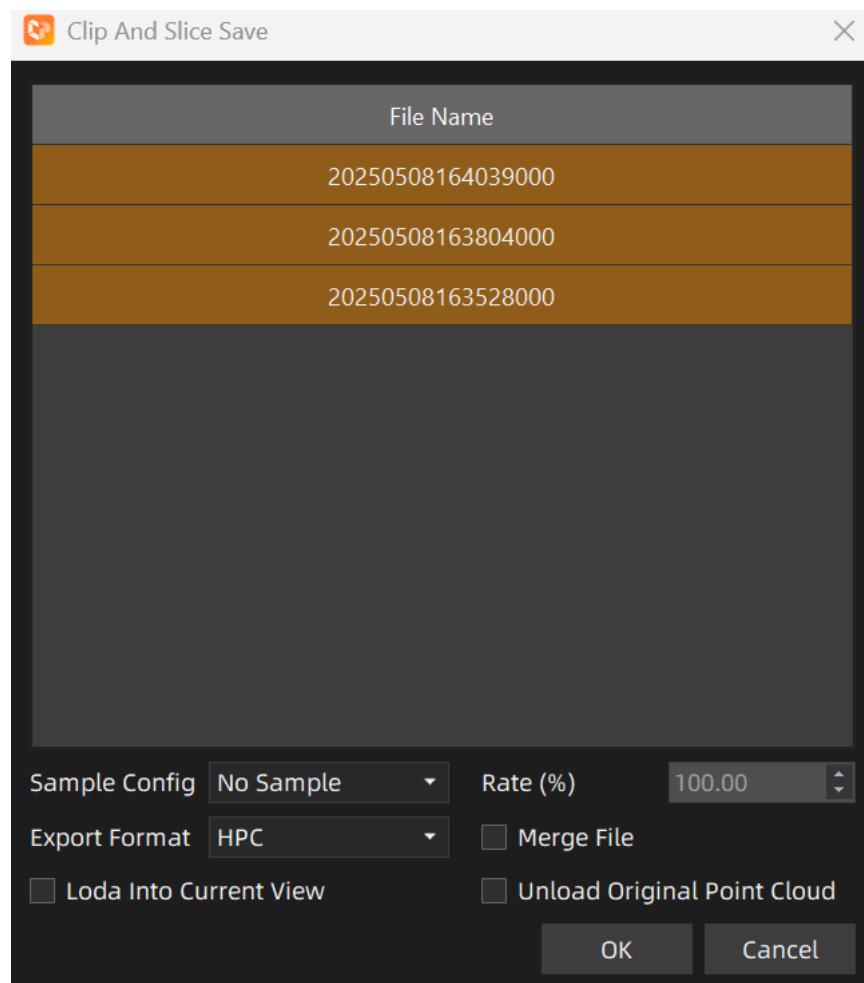 Clip And Slice Save
File Name
20250508164039000
20250508163804000
20250508163528000
Sample Config No Sample Rate (%) 100.00
Export Format HPC Merge File
Loda Into Current View Unload Original Point Cloud
OK Cancel